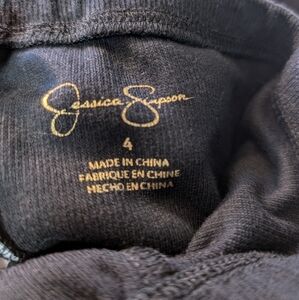 Jessica Simpson
4
MADE IN CHINA
FABRIQUE EN CHINE
HECHO EN CHINA